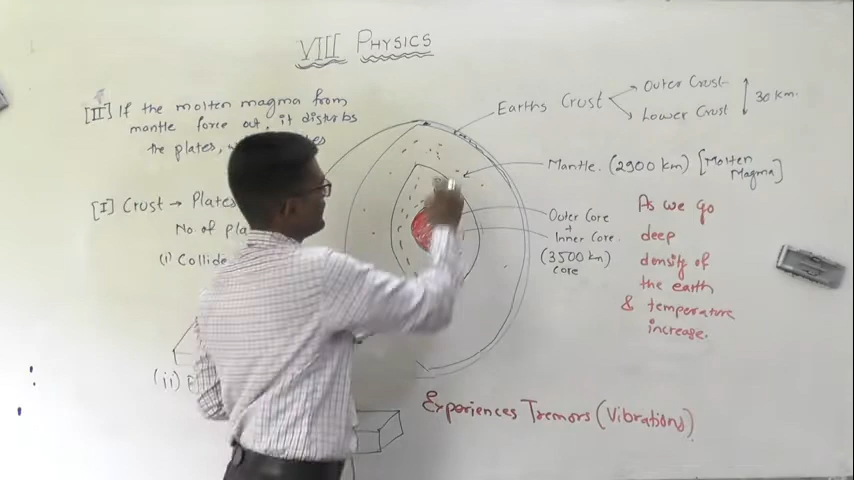 VIII PHYSICS
[II] If the molten magma from
mantle force out, it disturbs
the plates,
[I] Crust → Plates
No. of
(i) Collide
(ii)
Earths Crust
Outer Crust
Lower Crust
30 km.
Mantle. (2900 km) [Molten
Magma]
Outer Core
+
Inner Core.
(3500 km)
core
As we go
deep
density of
the earth
& temperature
increase.
Experiences Tremors (Vibrations)